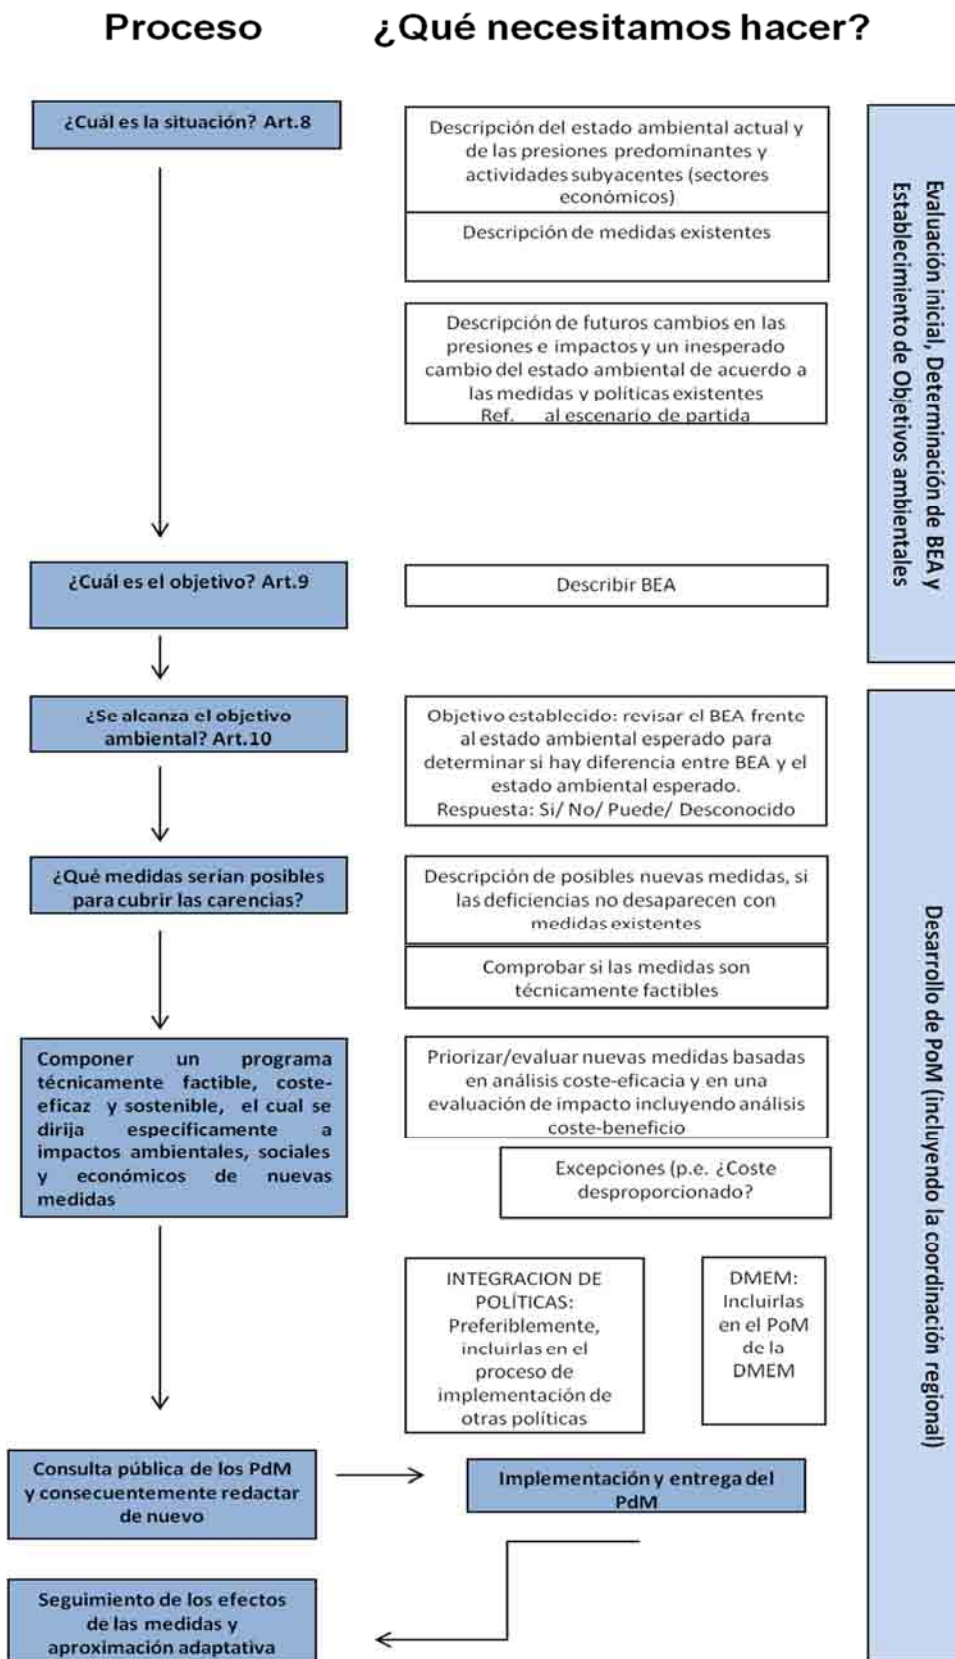 Proceso
¿Qué necesitamos hacer?
¿Cuál es la situación? Art.8
Descripción del estado ambiental actual y
de las presiones predominantes y
actividades subyacentes (sectores
económicos)
Descripción de medidas existentes
Descripción de futuros cambios en las
presiones e impactos y un inesperado
cambio del estado ambiental de acuerdo a
las medidas y políticas existentes
Ref. al escenario de partida
Evaluación inicial, Determinación de BEA y
Establecimiento de Objetivos ambientales
¿Cuál es el objetivo? Art.9
Describir BEA
¿Se alcanza el objetivo
ambiental? Art.10
Objetivo establecido: revisar el BEA frente
al estado ambiental esperado para
determinar si hay diferencia entre BEA y el
estado ambiental esperado.
Respuesta: Si/ No/ Puede/ Desconocido
¿Qué medidas serían posibles
para cubrir las carencias?
Descripción de posibles nuevas medidas, si
las deficiencias no desaparecen con
medidas existentes
Comprobar si las medidas son
técnicamente factibles
Componer un programa
técnicamente factible, coste-
eficaz y sostenible, el cual se
dirija específicamente a
impactos ambientales, sociales
y económicos de nuevas
medidas
Priorizar/evaluar nuevas medidas basadas
en análisis coste-eficacia y en una
evaluación de impacto incluyendo análisis
coste-beneficio
Excepciones (p.e. ¿Coste
desproporcionado?
INTEGRACION DE
POLÍTICAS:
Preferiblemente,
incluirlas en el
proceso de
implementación de
otras políticas
DMEM:
Incluirlas
en el PoM
de la
DMEM
Desarrollo de PoM (incluyendo la coordinación regional)
Consulta pública de los PdM
y consecuentemente redactar
de nuevo
Implementación y entrega del
PdM
Seguimiento de los efectos
de las medidas y
aproximación adaptativa